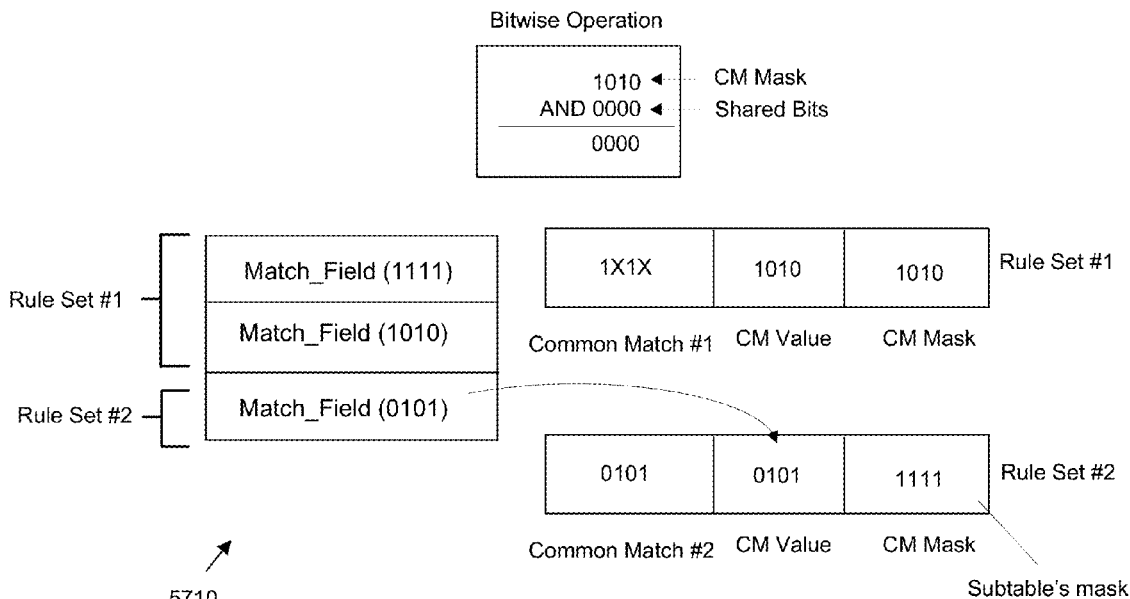 Bitwise Operation
1010
CM Mask
AND 0000
Shared Bits
0000
Rule Set #1
Match_Field (1111)
Match_Field (1010)
1X1X
1010
1010
Rule Set #1
Common Match #1
CM Value
CM Mask
Rule Set #2
Match_Field (0101)
0101
0101
1111
Rule Set #2
Common Match #2
CM Value
CM Mask
Subtable's mask
5710